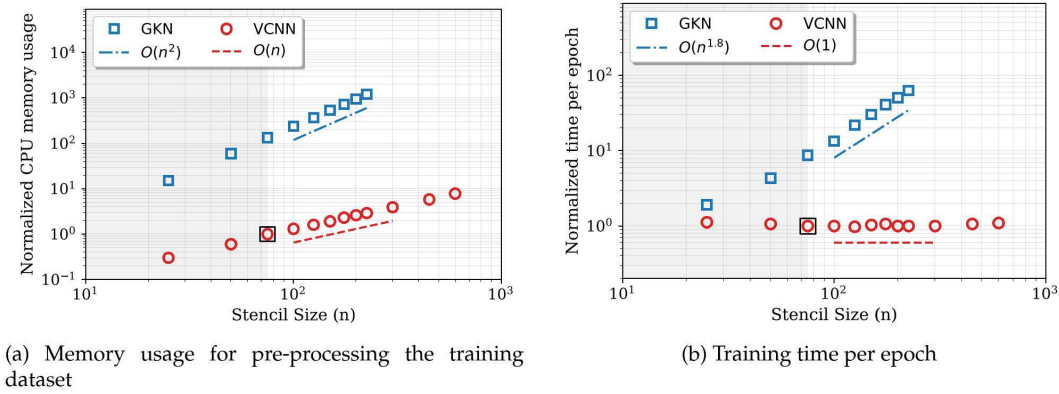 GKN
VCNN
O(n²)
O(n)
10⁴
10³
10²
10¹
10⁰
10⁻¹
Normalized CPU memory usage
10¹
10²
10³
Stencil Size (n)
(a) Memory usage for pre-processing the training
dataset
GKN
VCNN
O(n¹·⁸)
O(1)
10²
10¹
10⁰
Normalized time per epoch
10¹
10²
10³
Stencil Size (n)
(b) Training time per epoch